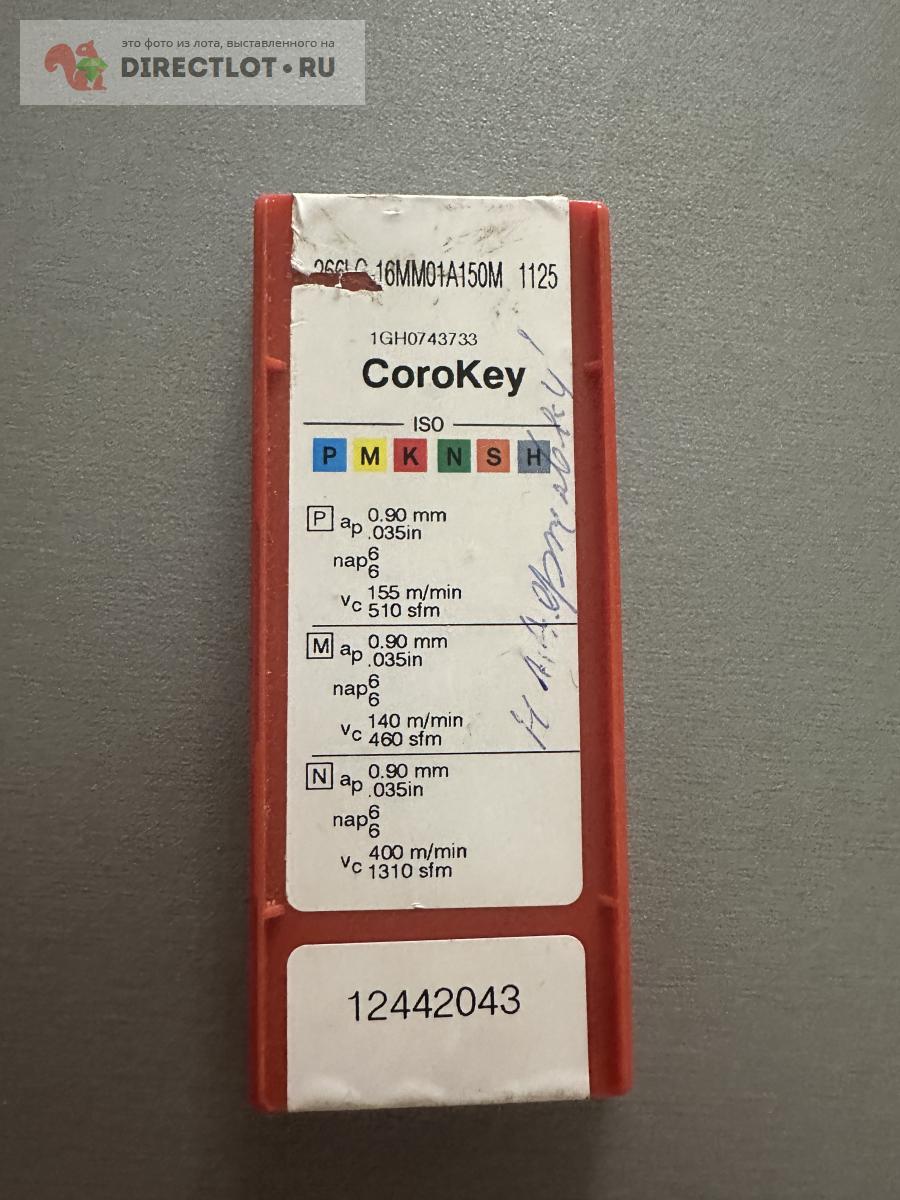 это фото из лота, выставленного на
DIRECTLOT•RU
266LG-16MM01A150M 1125
1GH0743733
CoroKey
ISO
P M K N S H
P ap 0.90 mm
.035in
nap 6
6
vc 155 m/min
510 sfm
M ap 0.90 mm
.035in
nap 6
6
vc 140 m/min
460 sfm
N ap 0.90 mm
.035in
nap 6
6
vc 400 m/min
1310 sfm
12442043